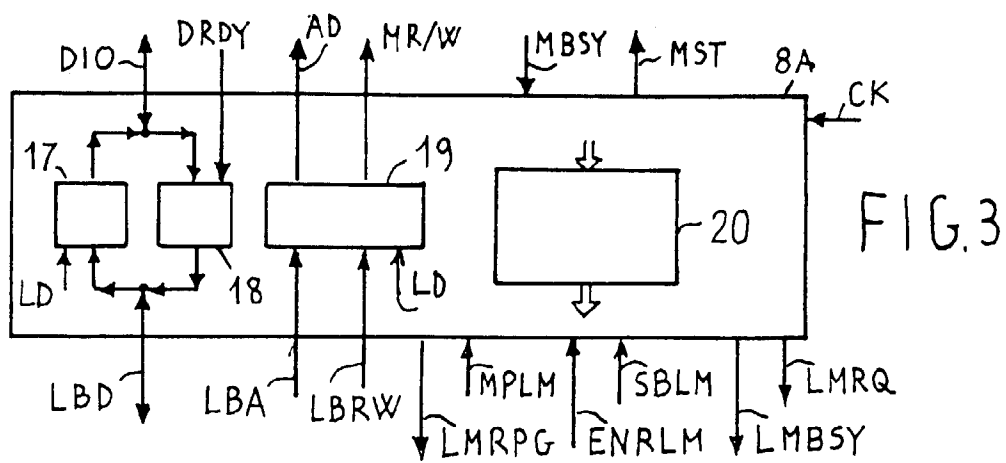 DIO
DRDY
AD
MR/W
MBSY
MST
8A
CK
17
19
20
FIG.3
LD
18
LD
LBD
LBA
LBRW
LMRPG
MPLM
ENRLM
SBLM
LMBSY
LMRQ